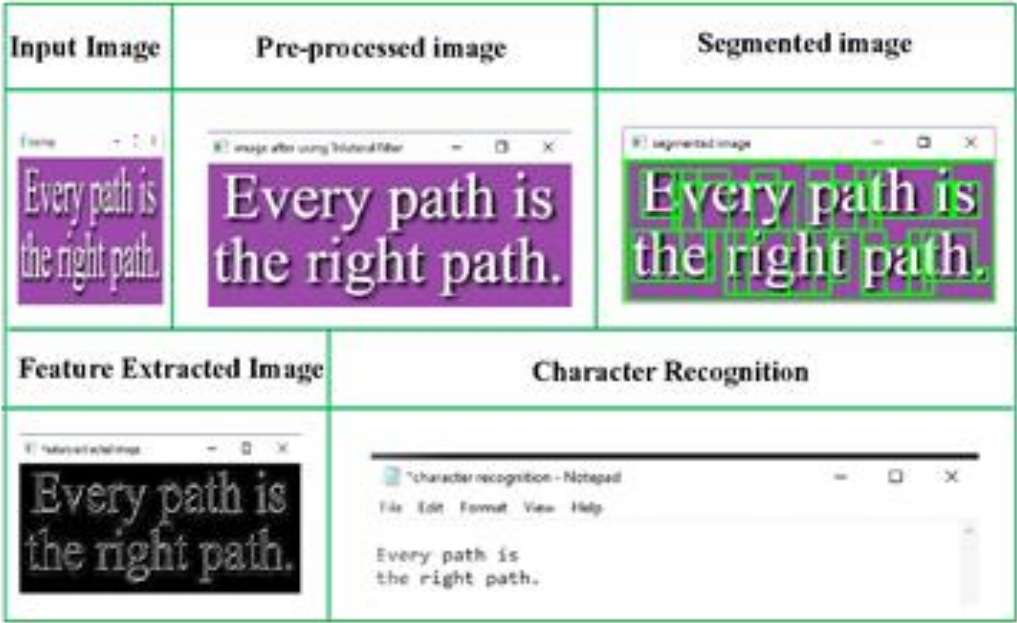 Input Image
Pre-processed image
Segmented image
image after using Trilateral Filter
segmented image
Every path is
the right path.
Every path is
the right path.
Every path is
the right path.
Feature Extracted Image
Character Recognition
*character recognition - Notepad
File Edit Format View Help
Every path is
the right path.
Every path is
the right path.